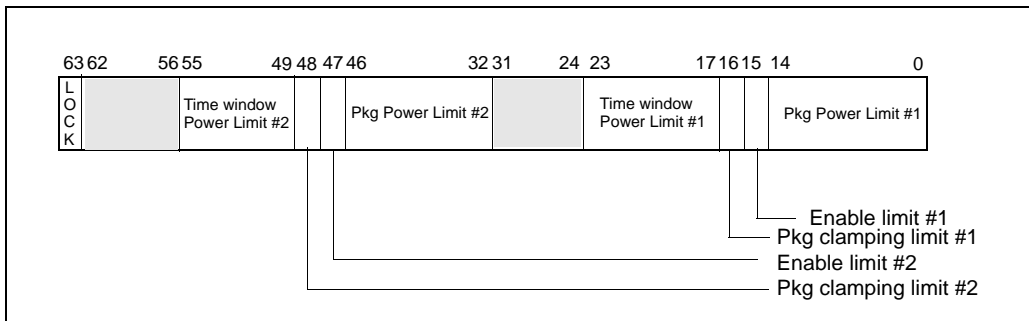 63 62 56 55 49 48 47 46 32 31 24 23 17 16 15 14 0
L
O
C
K
Time window
Power Limit #2
Pkg Power Limit #2
Time window
Power Limit #1
Pkg Power Limit #1
Enable limit #1
Pkg clamping limit #1
Enable limit #2
Pkg clamping limit #2